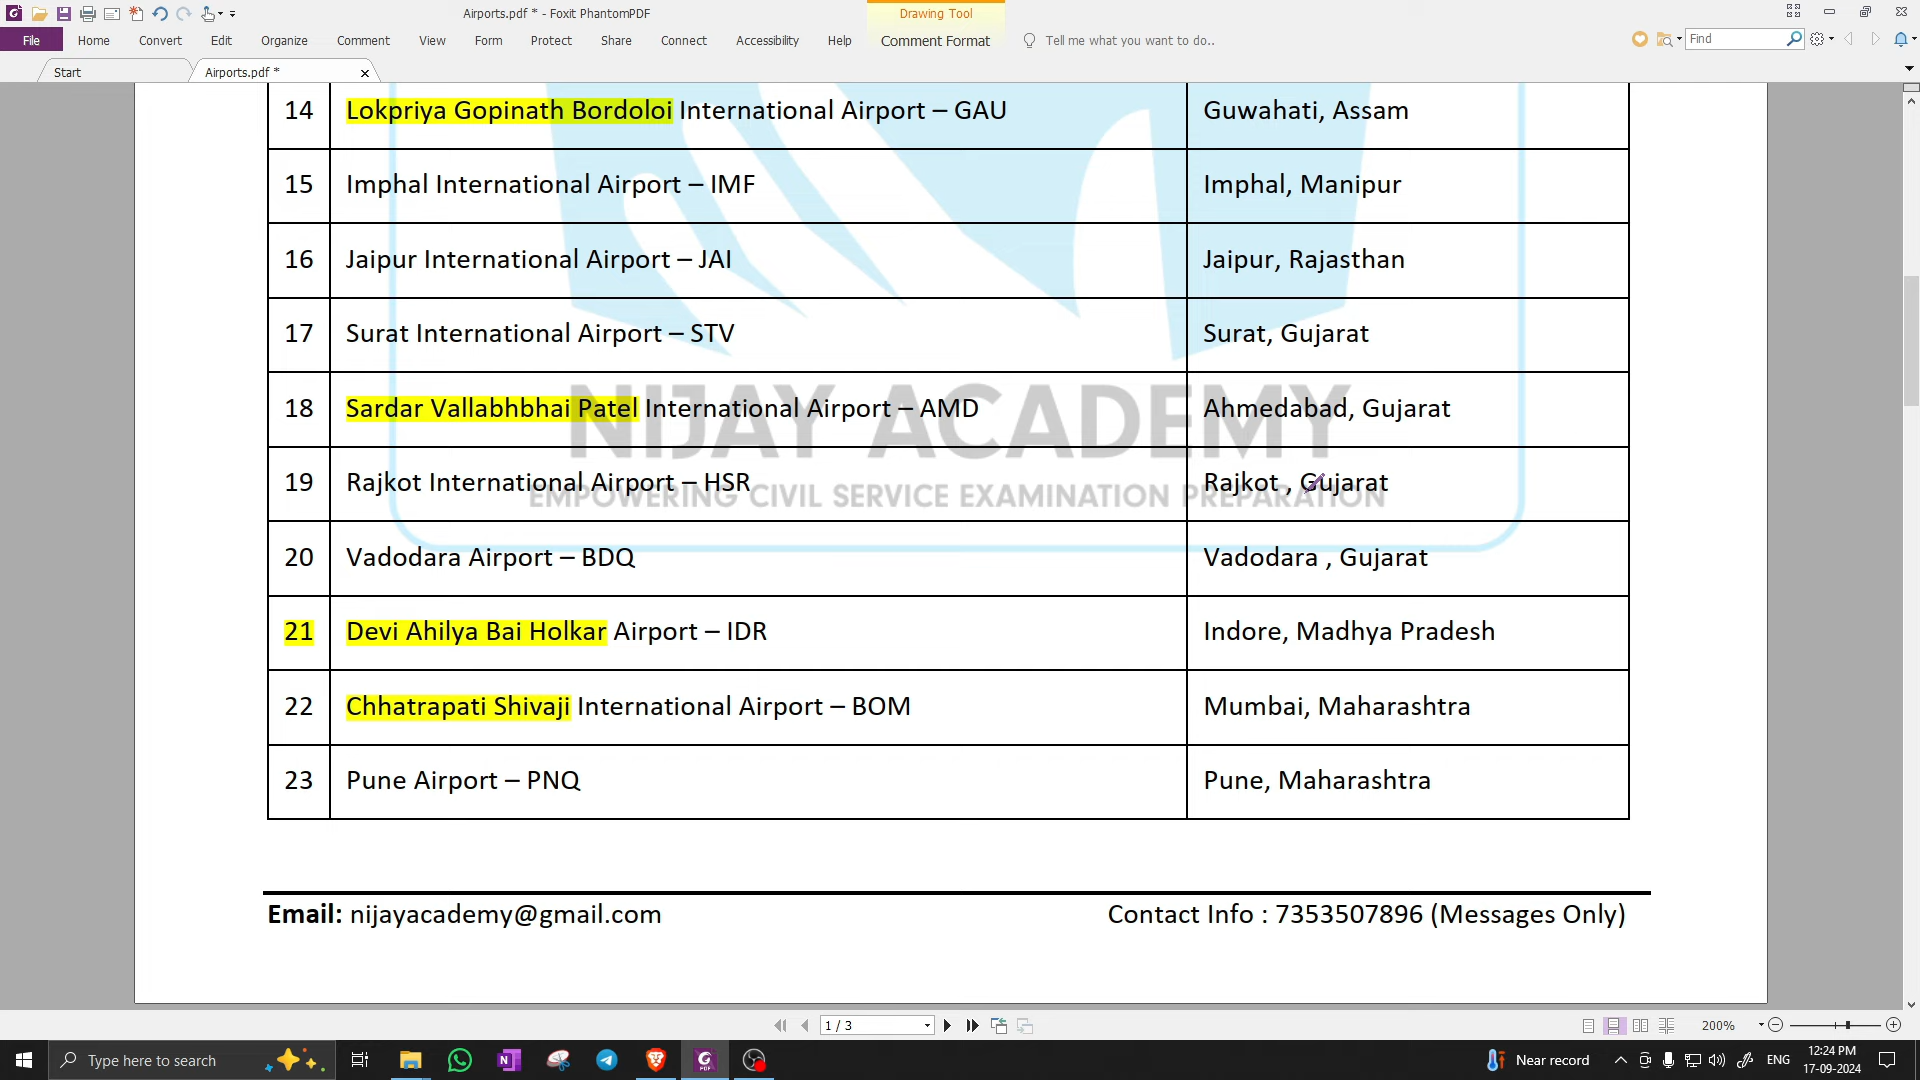 Airports.pdf * - Foxit PhantomPDF
Drawing Tool
File Home Convert Edit Organize Comment View Form Protect Share Connect Accessibility Help Comment Format Tell me what you want to do.. Find
Start Airports.pdf *
14 Lokpriya Gopinath Bordoloi International Airport – GAU Guwahati, Assam
15 Imphal International Airport – IMF Imphal, Manipur
16 Jaipur International Airport – JAI Jaipur, Rajasthan
17 Surat International Airport – STV Surat, Gujarat
18 Sardar Vallabhbhai Patel International Airport – AMD Ahmedabad, Gujarat
NIJAY ACADEMY
19 Rajkot International Airport – HSR Rajkot , Gujarat
EMPOWERING CIVIL SERVICE EXAMINATION PREPARATION
20 Vadodara Airport – BDQ Vadodara , Gujarat
21 Devi Ahilya Bai Holkar Airport – IDR Indore, Madhya Pradesh
22 Chhatrapati Shivaji International Airport – BOM Mumbai, Maharashtra
23 Pune Airport – PNQ Pune, Maharashtra
Email: nijayacademy@gmail.com Contact Info : 7353507896 (Messages Only)
1 / 3 200%
Type here to search Near record ENG 12:24 PM
17-09-2024